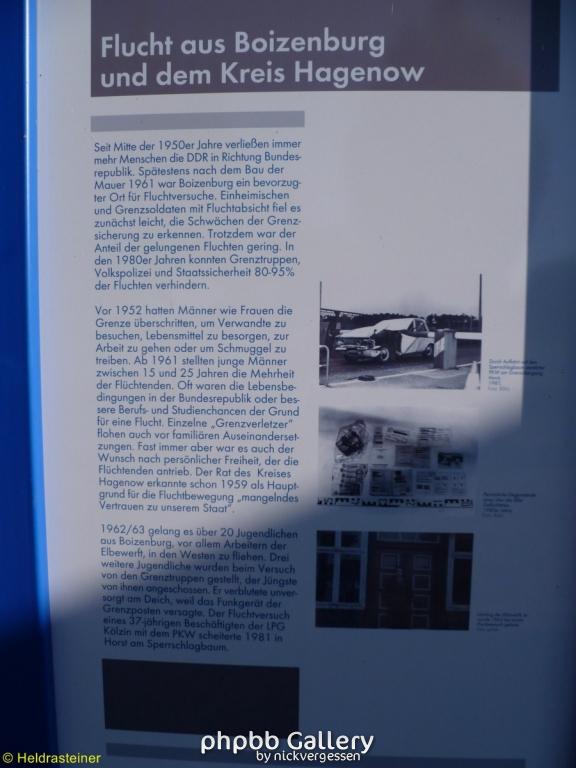 Flucht aus Boizenburg
und dem Kreis Hagenow
Seit Mitte der 1950er Jahre verließen immer
mehr Menschen die DDR in Richtung Bundes-
republik. Spätestens nach dem Bau der
Mauer 1961 war Boizenburg ein bevorzug-
ter Ort für Fluchtversuche. Einheimischen
und Grenzsoldaten mit Fluchtabsicht fiel es
zunächst leicht, die Schwächen der Grenz-
sicherung zu erkennen. Trotzdem war der
Anteil der gelungenen Fluchten gering. In
den 1980er Jahren konnten Grenztruppen,
Volkspolizei und Staatssicherheit 80-95%
der Fluchten verhindern.
Vor 1952 hatten Männer wie Frauen die
Grenze überschritten, um Verwandte zu
besuchen, Lebensmittel zu besorgen, zur
Arbeit zu gehen oder um Schmuggel zu
treiben. Ab 1961 stellten junge Männer
zwischen 15 und 25 Jahren die Mehrheit
der Flüchtenden. Oft waren die Lebensbe-
dingungen in der Bundesrepublik oder bes-
sere Berufs- und Studienchancen der Grund
für eine Flucht. Einzelne „Grenzverletzer"
flohen auch vor familiären Auseinanderset-
zungen. Fast immer aber war es auch der
Wunsch nach persönlicher Freiheit, der die
Flüchtenden antrieb. Der Rat des Kreises
Hagenow erkannte schon 1959 als Haupt-
grund für die Fluchtbewegung „mangelndes
Vertrauen zu unserem Staat".
1962/63 gelang es über 20 Jugendlichen
aus Boizenburg, vor allem Arbeitern der
Elbewerft, in den Westen zu fliehen. Drei
weitere Jugendliche wurden beim Versuch
von den Grenztruppen gestellt, der Jüngste
von ihnen angeschossen. Er verblutete unver-
sorgt am Deich, weil das Funkgerät der
Grenzposten versagte. Der Fluchtversuch
eines 37-jährigen Beschäftigten der LPG
Kölzin mit dem PKW scheiterte 1981 in
Horst am Sperrschlagbaum.
phpbb Gallery
by nickvergessen
© Heldrasteiner